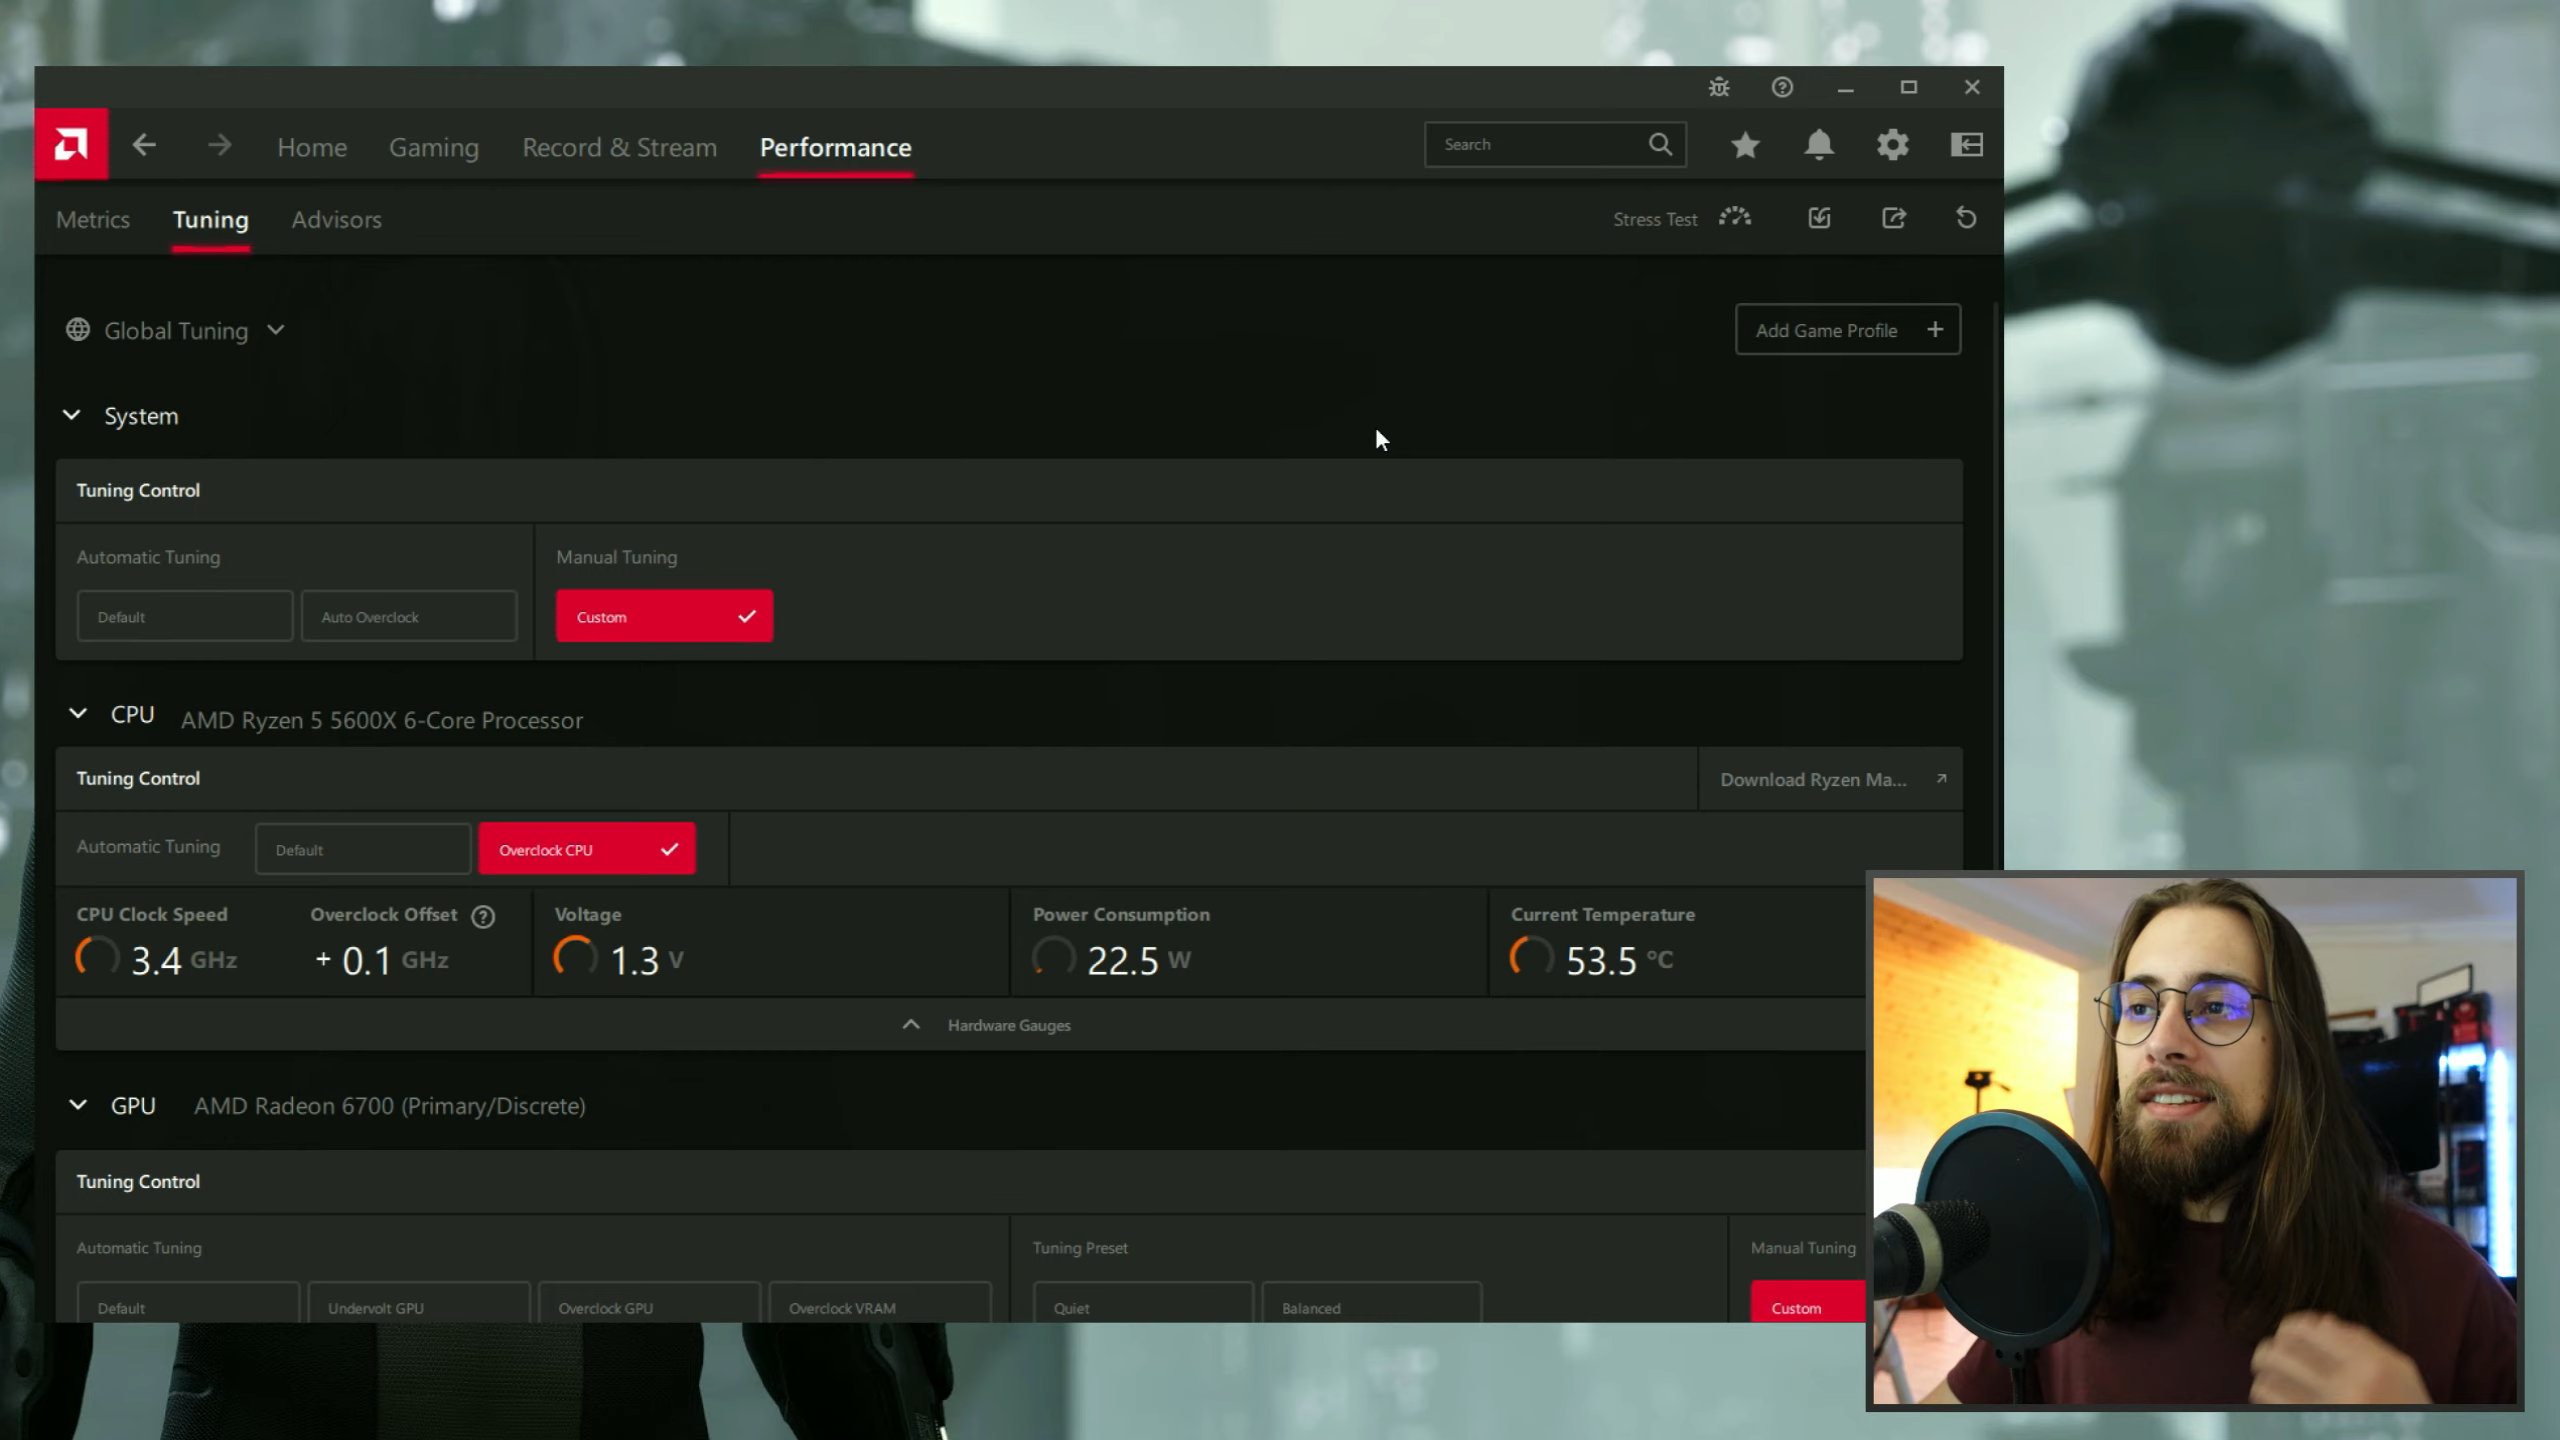 Home Gaming Record & Stream Performance Search
Metrics Tuning Advisors Stress Test
Global Tuning Add Game Profile +
System
Tuning Control
Automatic Tuning Manual Tuning
Default Auto Overclock Custom
CPU AMD Ryzen 5 5600X 6-Core Processor
Tuning Control Download Ryzen Ma...
Automatic Tuning Default Overclock CPU
CPU Clock Speed Overclock Offset Voltage Power Consumption Current Temperature
3.4 GHz + 0.1 GHz 1.3 V 22.5 W 53.5 °C
Hardware Gauges
GPU AMD Radeon 6700 (Primary/Discrete)
Tuning Control
Automatic Tuning Tuning Preset Manual Tuning
Default Undervolt GPU Overclock GPU Overclock VRAM Quiet Balanced Custom